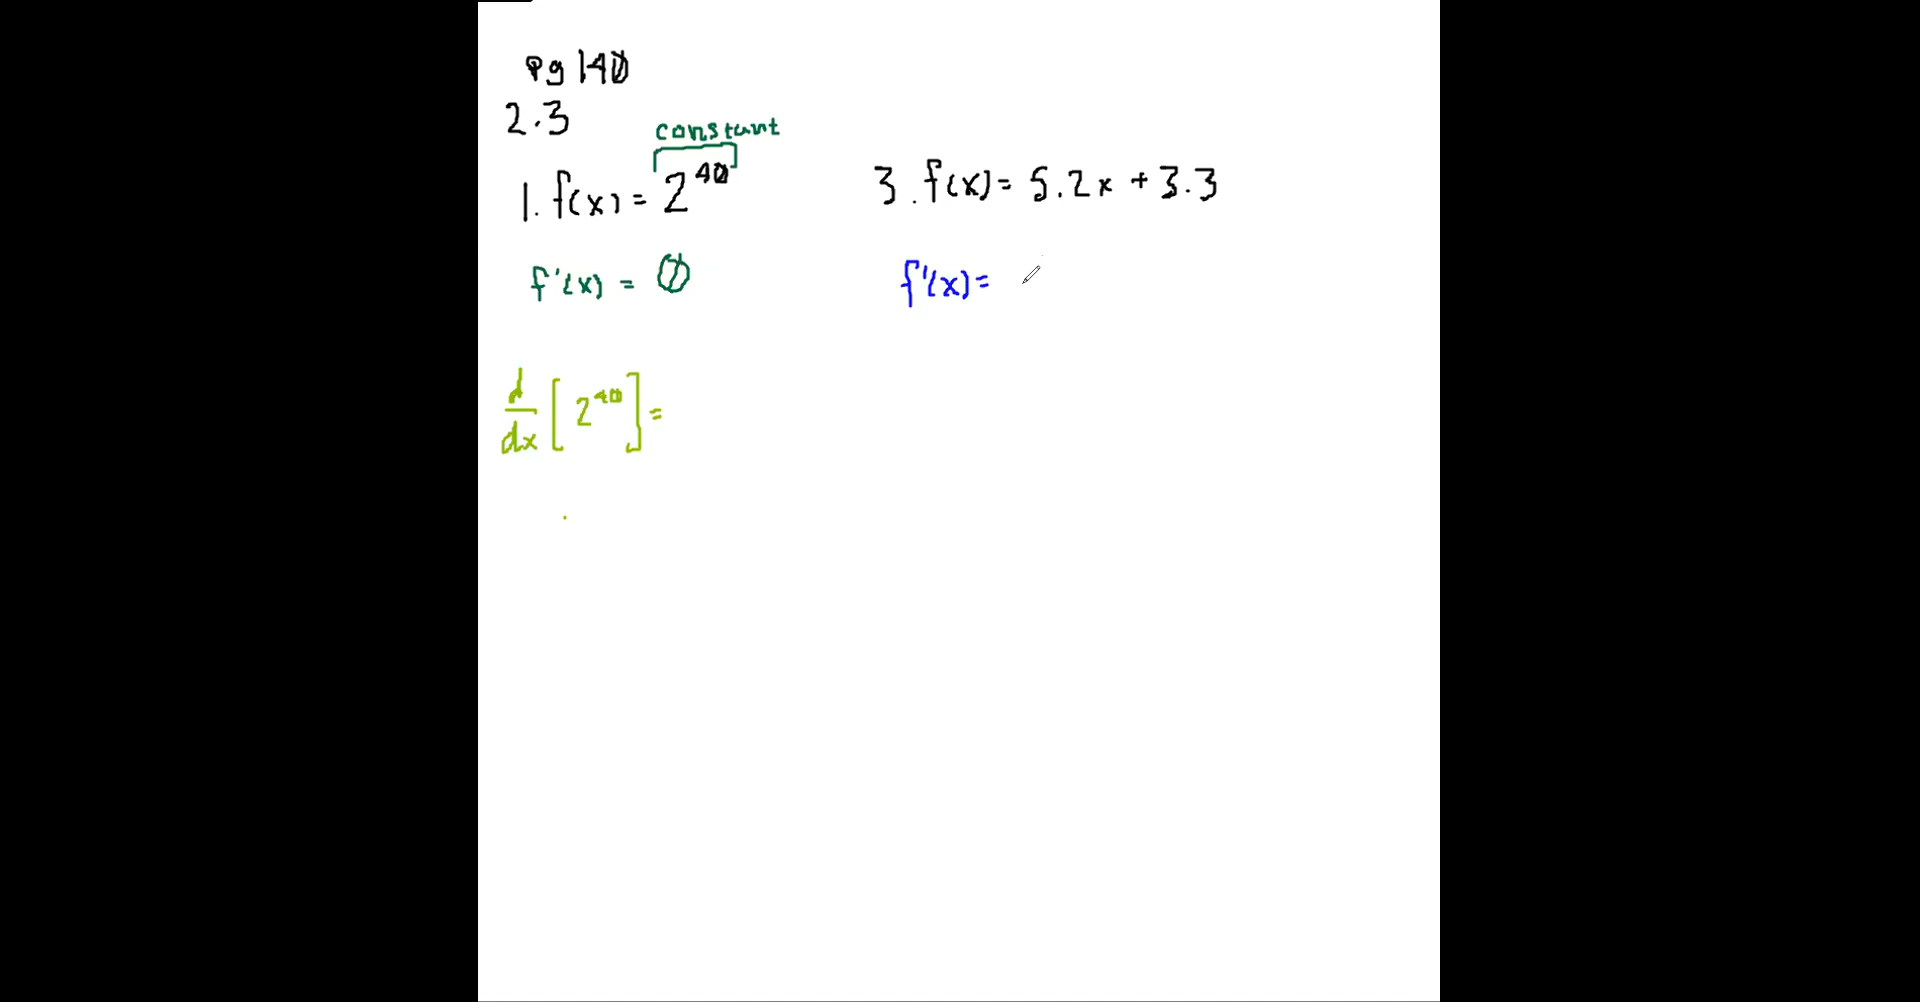 Pg 140
2.3
constant
1. f(x) = 2^40
f'(x) = 0
d/dx [2^40] =
3. f(x) = 5.2x + 3.3
f'(x) =